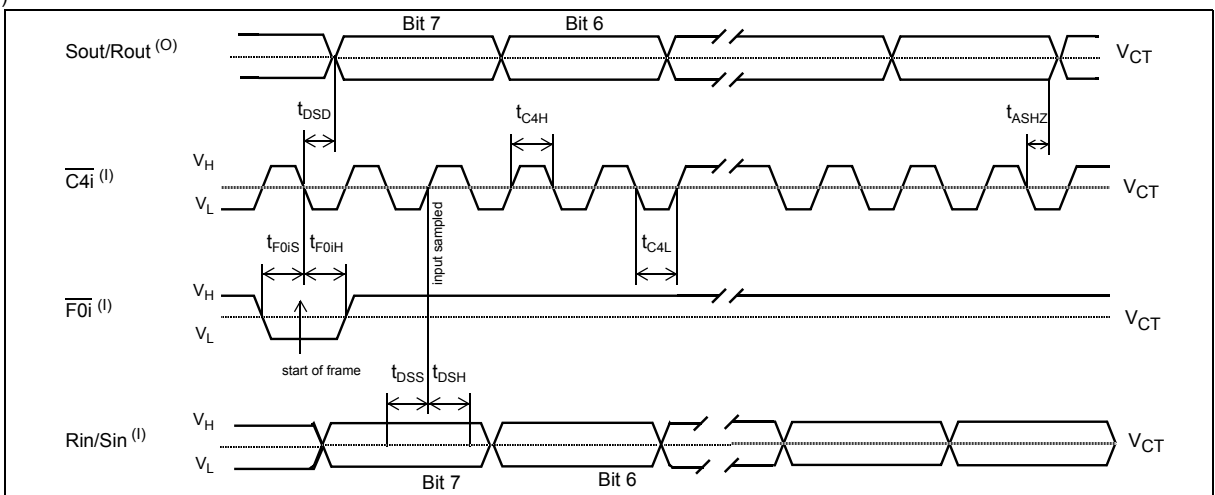 )
Bit 7 Bit 6
Sout/Rout (O) VCT
tDSD tC4H tASHZ
VH
C4i (I) VCT
VL
input sampled
tF0iS tF0iH tC4L
VH
F0i (I) VCT
VL
start of frame
tDSS tDSH
VH
Rin/Sin (I) VCT
VL
Bit 7 Bit 6